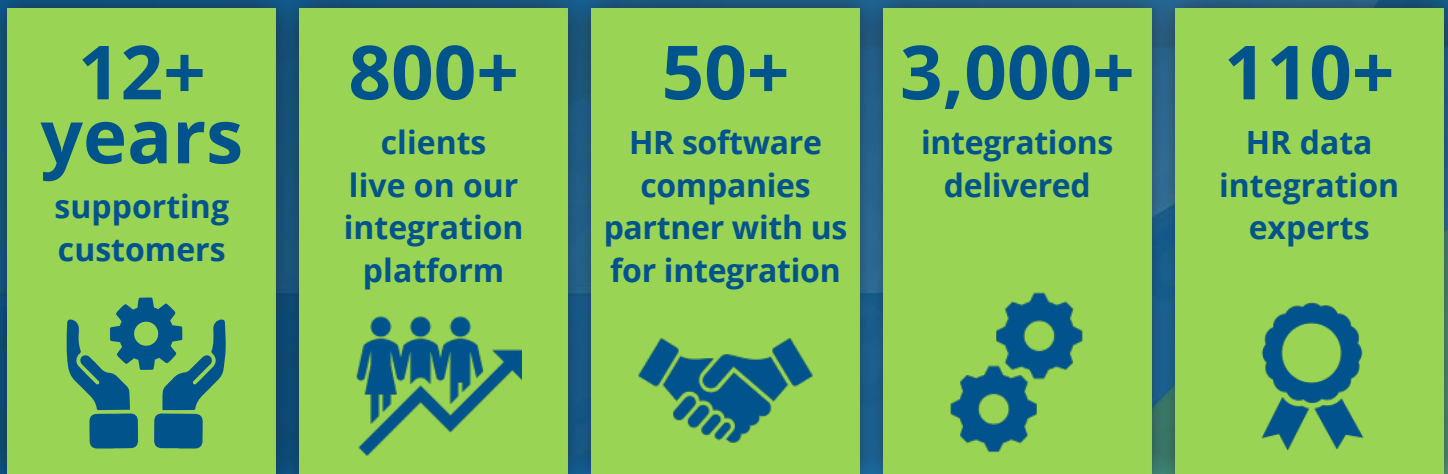 12+
years
supporting
customers
800+
clients
live on our
integration
platform
50+
HR software
companies
partner with us
for integration
3,000+
integrations
delivered
110+
HR data
integration
experts